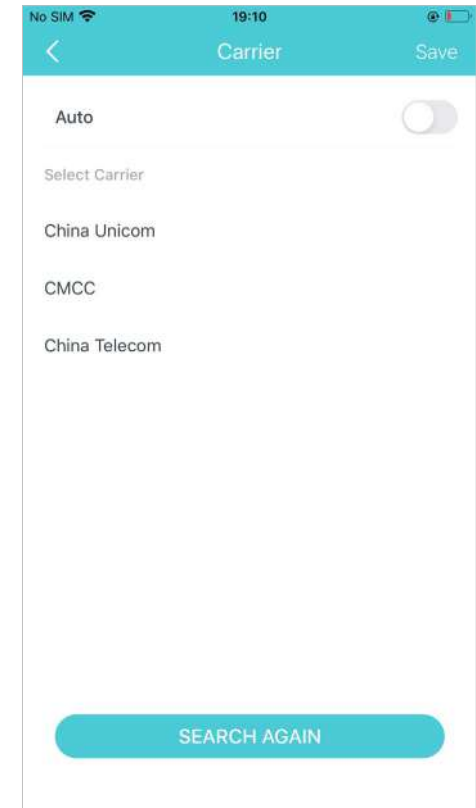 No SIM 19:10
Carrier Save
Auto
Select Carrier
China Unicom
CMCC
China Telecom
SEARCH AGAIN